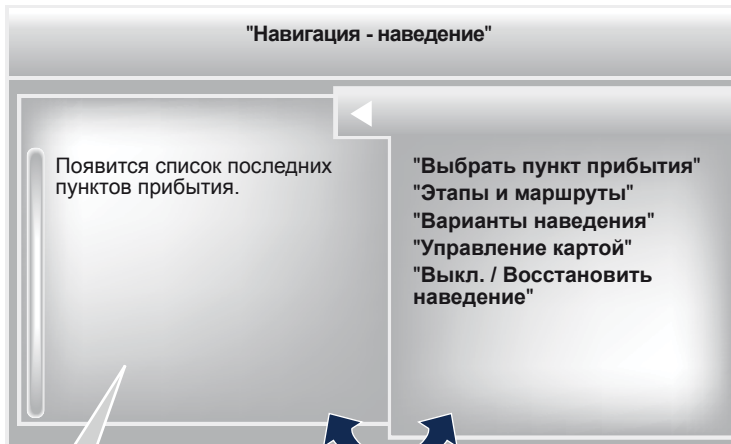 "Навигация - наведение"
Появится список последних
пунктов прибытия.
"Выбрать пункт прибытия"
"Этапы и маршруты"
"Варианты наведения"
"Управление картой"
"Выкл. / Восстановить
наведение"